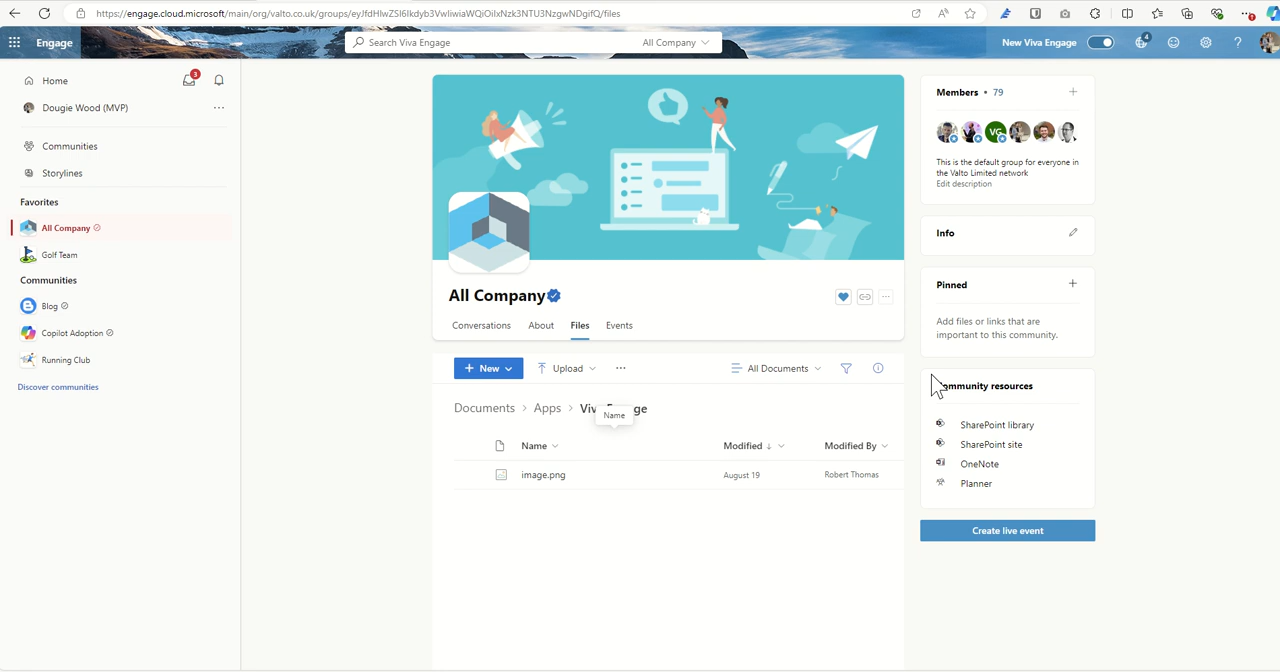 https://engage.cloud.microsoft/main/org/valto.co.uk/groups/eyJfdHlwZSI6Ikdyb3VwIiwiaWQiOiIxNzk3NTU3NzgwNDgifQ/files
Engage
Search Viva Engage
All Company
New Viva Engage
4
?
Home
3
Dougie Wood (MVP)
Communities
Storylines
Favorites
All Company
Golf Team
Communities
Blog
Copilot Adoption
Running Club
Discover communities
All Company
Conversations
About
Files
Events
New
Upload
All Documents
Documents > Apps >
Name
Name
Modified
Modified By
image.png
August 19
Robert Thomas
Members • 79
VG
This is the default group for everyone in
the Valto Limited network
Edit description
Info
Pinned
Add files or links that are
important to this community.
Community resources
SharePoint library
SharePoint site
OneNote
Planner
Create live event